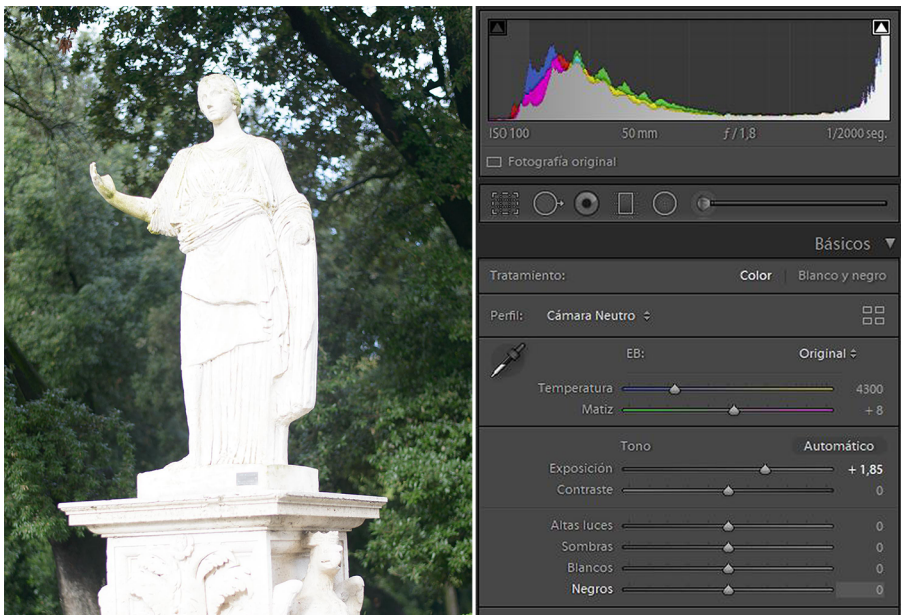 ISO 100 50 mm ƒ / 1,8 1/2000 seg.
Fotografía original
Básicos
Tratamiento: Color Blanco y negro
Perfil: Cámara Neutro
EB: Original
Temperatura 4300
Matiz + 8
Tono Automático
Exposición + 1,85
Contraste 0
Altas luces 0
Sombras 0
Blancos 0
Negros 0